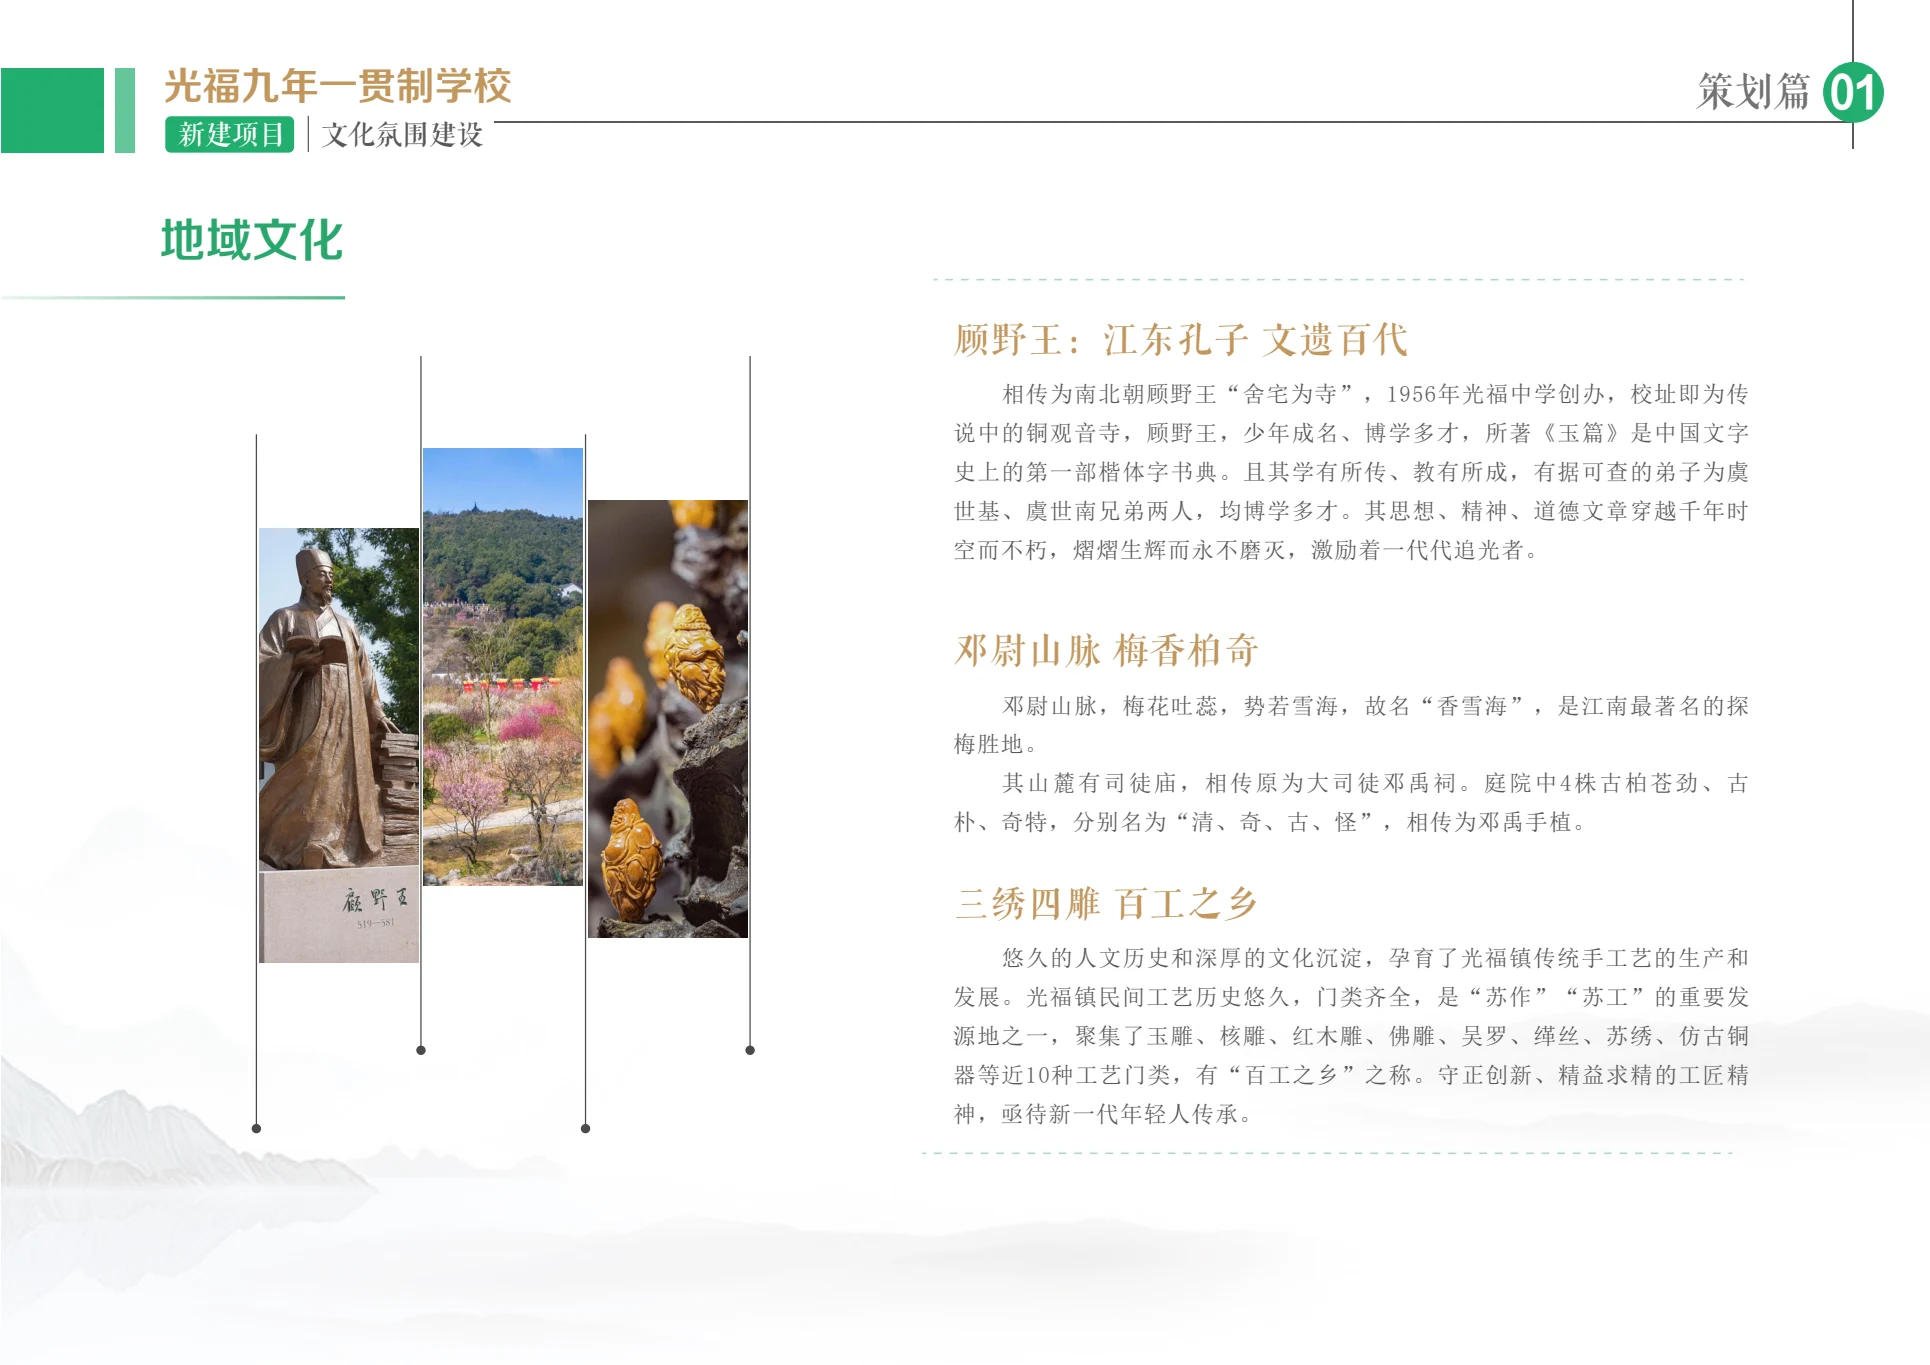 光福九年一贯制学校
新建项目 文化氛围建设
策划篇 01
地域文化
顾野王：江东孔子 文遗百代
相传为南北朝顾野王“舍宅为寺”，1956年光福中学创办，校址即为传
说中的铜观音寺，顾野王，少年成名、博学多才，所著《玉篇》是中国文字
史上的第一部楷体字书典。且其学有所传、教有所成，有据可查的弟子为虞
世基、虞世南兄弟两人，均博学多才。其思想、精神、道德文章穿越千年时
空而不朽，熠熠生辉而永不磨灭，激励着一代代追光者。
邓尉山脉 梅香柏奇
邓尉山脉，梅花吐蕊，势若雪海，故名“香雪海”，是江南最著名的探
梅胜地。
其山麓有司徒庙，相传原为大司徒邓禹祠。庭院中4株古柏苍劲、古
朴、奇特，分别名为“清、奇、古、怪”，相传为邓禹手植。
三绣四雕 百工之乡
悠久的人文历史和深厚的文化沉淀，孕育了光福镇传统手工艺的生产和
发展。光福镇民间工艺历史悠久，门类齐全，是“苏作”“苏工”的重要发
源地之一，聚集了玉雕、核雕、红木雕、佛雕、吴罗、缂丝、苏绣、仿古铜
器等近10种工艺门类，有“百工之乡”之称。守正创新、精益求精的工匠精
神，亟待新一代年轻人传承。
顧野王
519—581